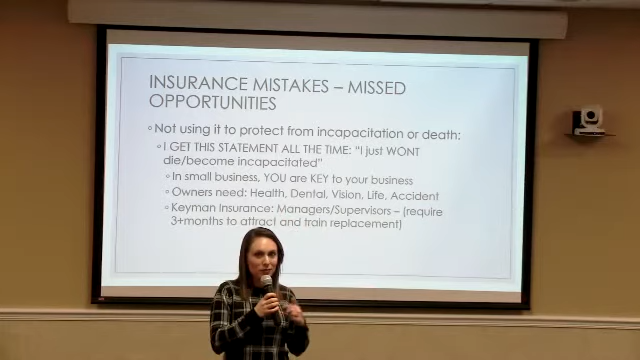 INSURANCE MISTAKES – MISSED
OPPORTUNITIES
Not using it to protect from incapacitation or death:
I GET THIS STATEMENT ALL THE TIME: “I just WONT
die/become incapacitated”
In small business, YOU are KEY to your business
Owners need: Health, Dental, Vision, Life, Accident
Keyman Insurance: Managers/Supervisors – (require
3+months to attract and train replacement)